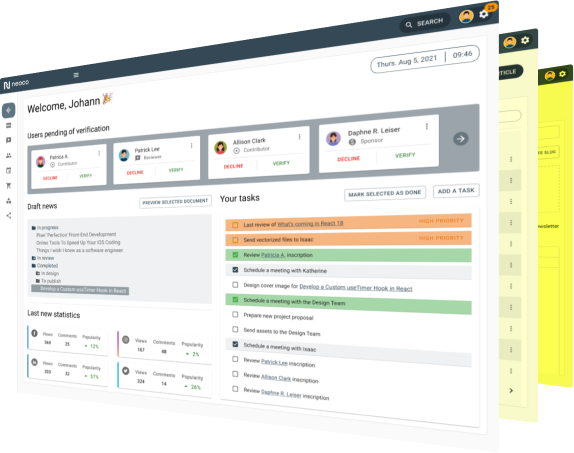 neoco
SEARCH
25
Thurs. Aug 5, 2021 | 09:46
Welcome, Johann
Users pending of verification
Patricia A.
Contributor
DECLINE VERIFY
Patrick Lee
Reviewer
DECLINE VERIFY
Allison Clark
Contributor
DECLINE VERIFY
Daphne R. Leiser
Sponsor
DECLINE VERIFY
Draft news
PREVIEW SELECTED DOCUMENT
In progress
Pixel 'Perfection' Front-End Development
Online Tools To Speed Up Your iOS Coding
Things I wish I knew as a software engineer
In review
Completed
In design
To publish
Develop a Custom useTimer Hook in React
Last new statistics
Views Comments Popularity
360 25 12%
Views Comments Popularity
167 48 2%
Views Comments Popularity
32 57%
Views Comments Popularity
324 14 26%
Your tasks
MARK SELECTED AS DONE
ADD A TASK
Last review of What's coming in React 18 HIGH PRIORITY
Send vectorized files to Isaac HIGH PRIORITY
Review Patricia A. inscription
Schedule a meeting with Katherine
Design cover image for Develop a Custom useTimer Hook in React
Schedule a meeting with the Design Team
Prepare new project proposal
Send assets to the Design Team
Schedule a meeting with Isaac
Review Patrick Lee inscription
Review Allison Clark inscription
Review Daphne R. Leiser inscription
TICLE
BLOG
newsletter